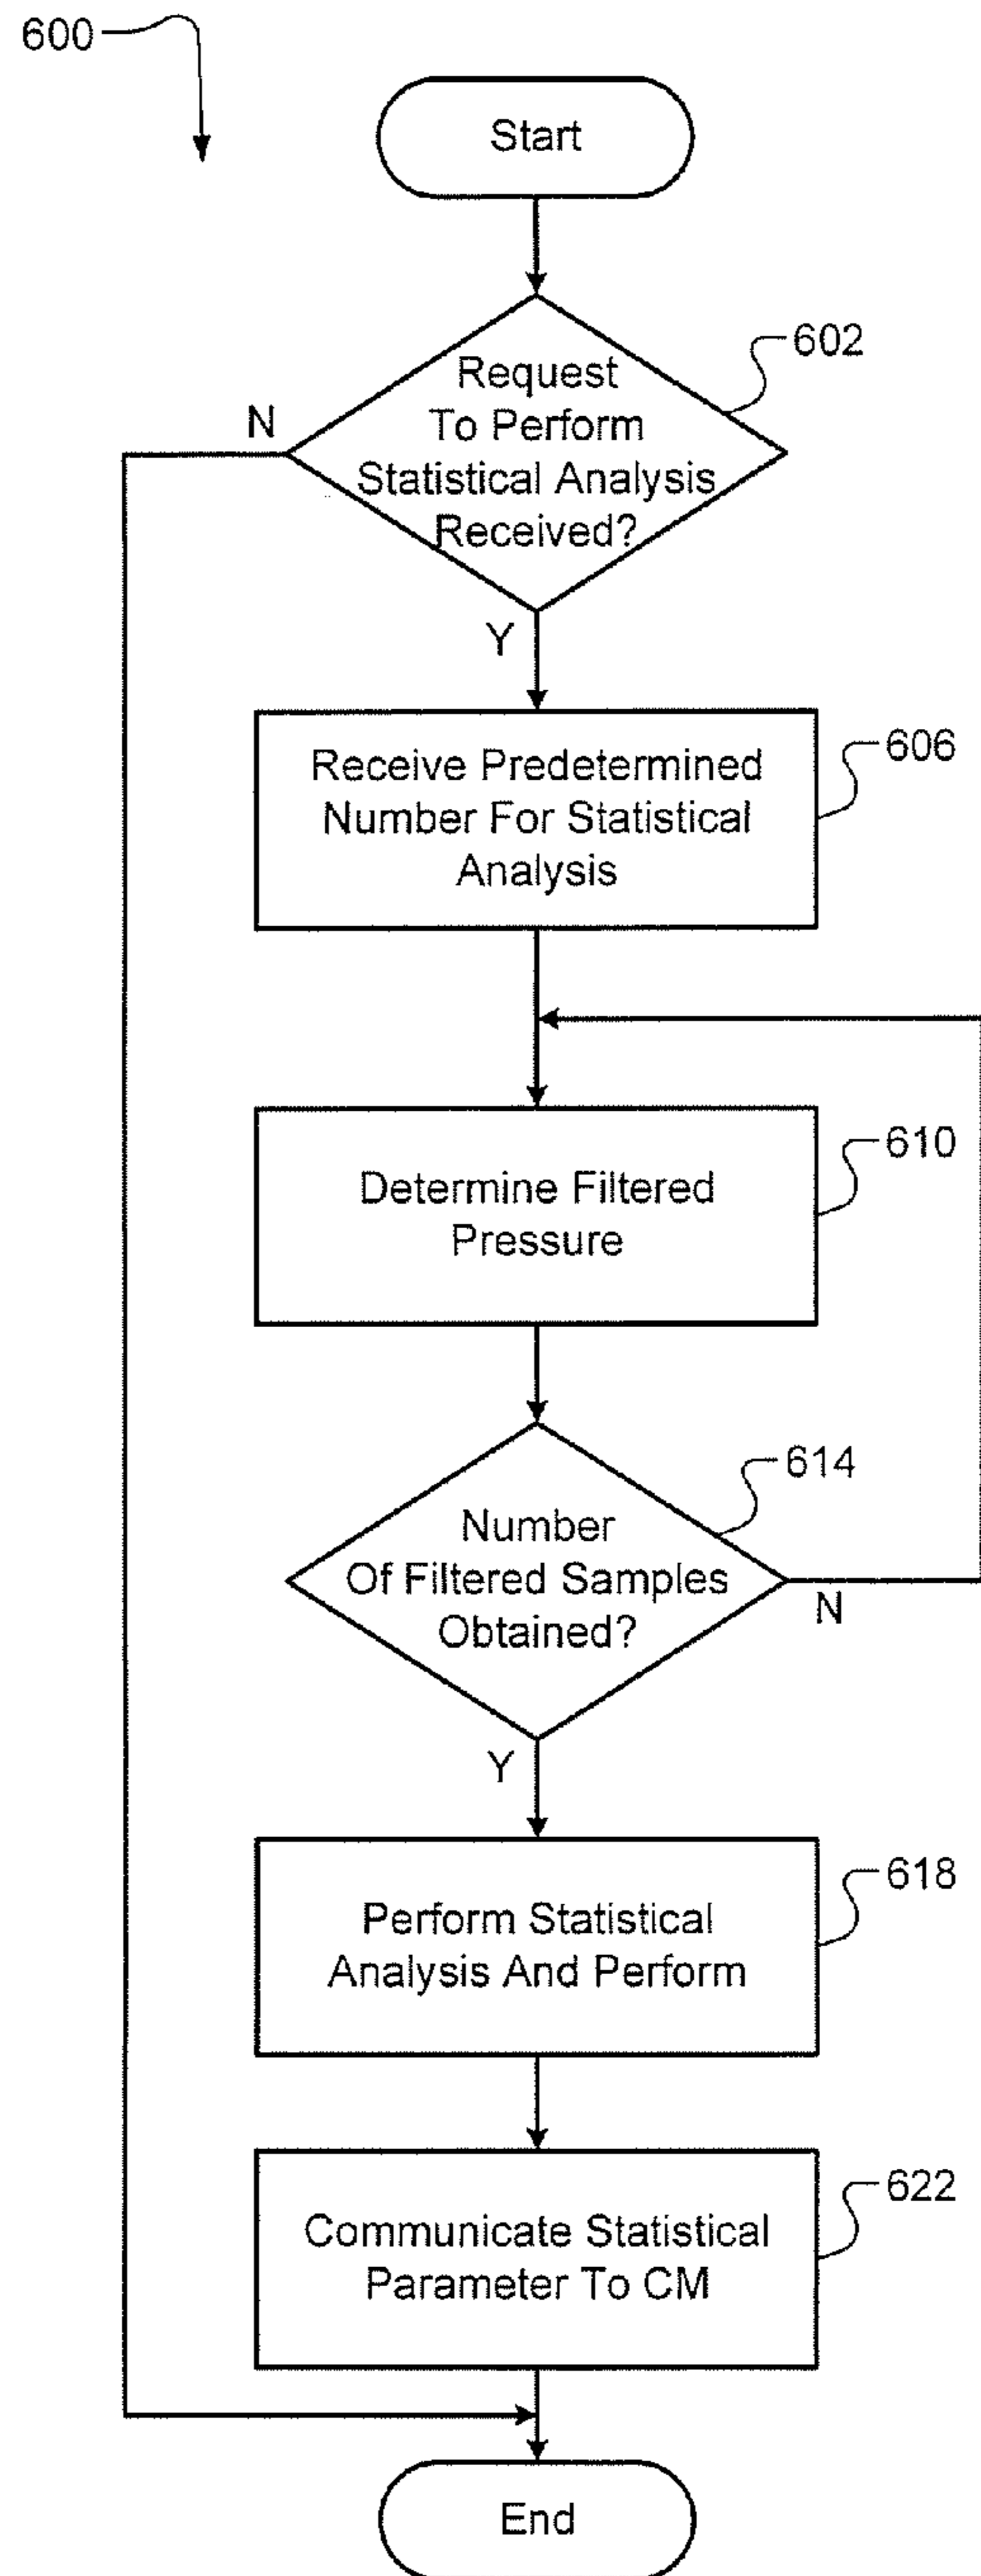 600
Start
602
Request
To Perform
Statistical Analysis
Received?
N
Y
606
Receive Predetermined
Number For Statistical
Analysis
610
Determine Filtered
Pressure
614
Number
Of Filtered Samples
Obtained?
N
Y
618
Perform Statistical
Analysis And Perform
622
Communicate Statistical
Parameter To CM
End